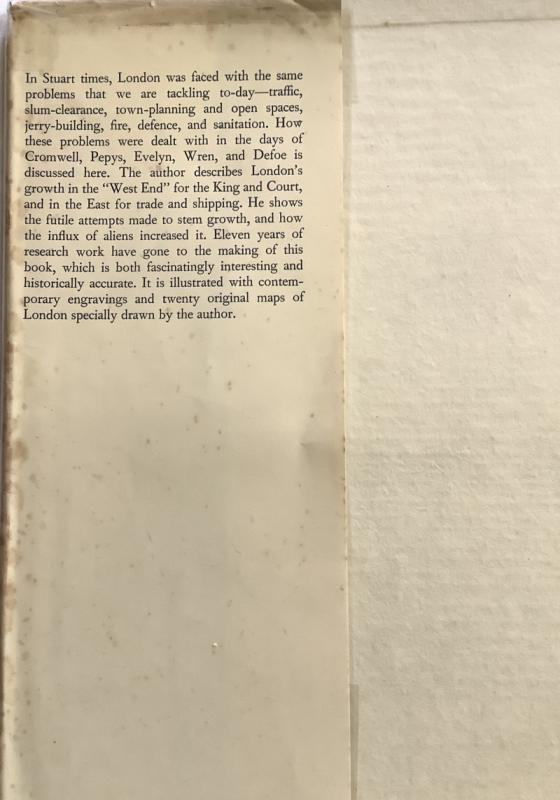 In Stuart times, London was faced with the same
problems that we are tackling to-day—traffic,
slum-clearance, town-planning and open spaces,
jerry-building, fire, defence, and sanitation. How
these problems were dealt with in the days of
Cromwell, Pepys, Evelyn, Wren, and Defoe is
discussed here. The author describes London's
growth in the "West End" for the King and Court,
and in the East for trade and shipping. He shows
the futile attempts made to stem growth, and how
the influx of aliens increased it. Eleven years of
research work have gone to the making of this
book, which is both fascinatingly interesting and
historically accurate. It is illustrated with contem-
porary engravings and twenty original maps of
London specially drawn by the author.